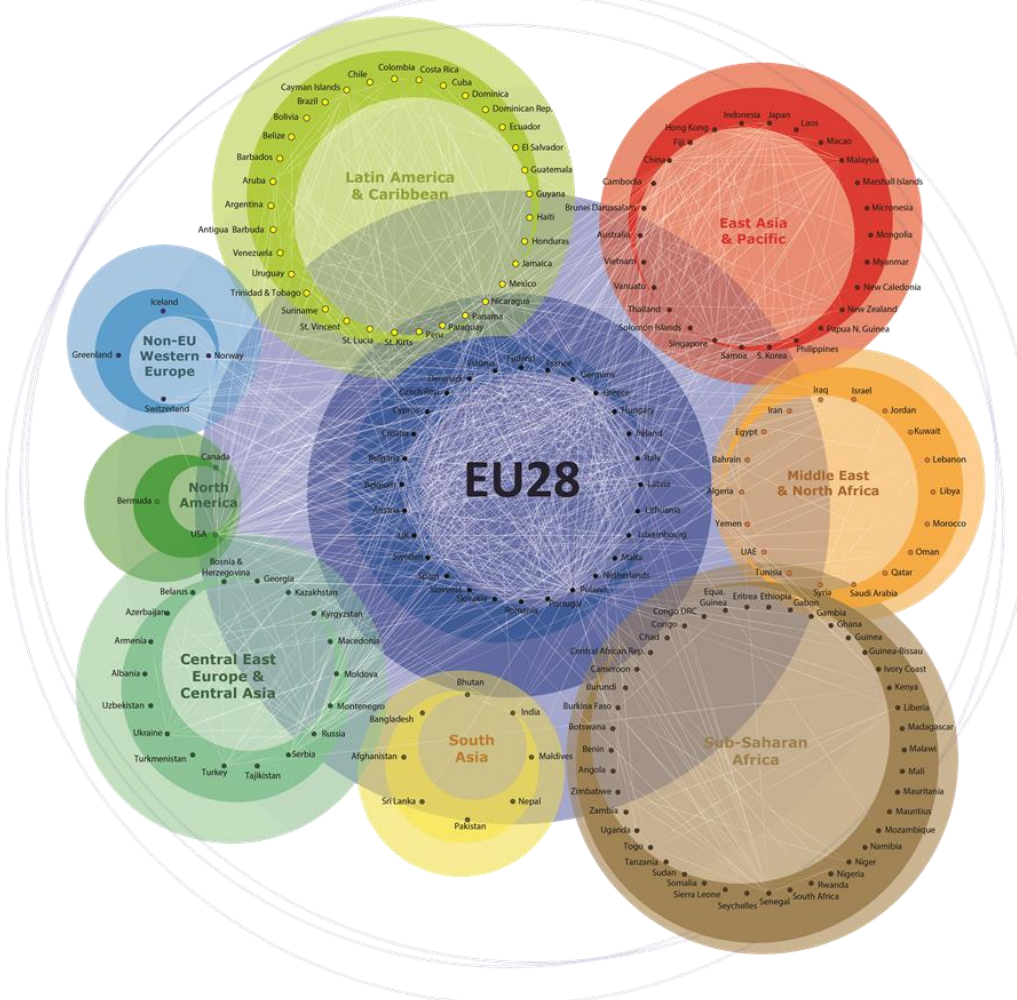 Colombia
Costa Rica
Chile
Cuba
Cayman Islands
Dominica
Brazil
Dominican Rep.
Bolivia
Ecuador
Belize
El Salvador
Barbados
Guatemala
Aruba
Guyana
Argentina
Haiti
Antigua Barbuda
Honduras
Venezuela
Jamaica
Uruguay
Mexico
Trinidad & Tobago
Nicaragua
Suriname
Panama
St. Vincent
Paraguay
St. Lucia
St. Kitts
Peru
Latin America
& Caribbean
Indonesia
Japan
Hong Kong
Laos
Fiji
Macao
China
Malaysia
Cambodia
Marshall Islands
Brunei Darussalam
Micronesia
Australia
Mongolia
Vietnam
Myanmar
Vanuatu
New Caledonia
Thailand
New Zealand
Solomon Islands
Papua N. Guinea
Singapore
Philippines
Samoa
S. Korea
East Asia
& Pacific
Iceland
Greenland
Norway
Switzerland
Non-EU
Western
Europe
Canada
Bermuda
USA
North
America
Estonia
Finland
France
Denmark
Germany
Czech Rep.
Greece
Cyprus
Hungary
Croatia
Ireland
Bulgaria
Italy
Belgium
Latvia
Austria
Lithuania
UK
Luxembourg
Sweden
Malta
Spain
Netherlands
Slovenia
Poland
Slovakia
Portugal
Romania
EU28
Iraq
Israel
Iran
Jordan
Egypt
Kuwait
Bahrain
Lebanon
Algeria
Libya
Yemen
Morocco
UAE
Oman
Tunisia
Qatar
Syria
Saudi Arabia
Middle East
& North Africa
Bosnia &
Herzegovina
Georgia
Belarus
Kazakhstan
Azerbaijan
Kyrgyzstan
Armenia
Macedonia
Albania
Moldova
Uzbekistan
Montenegro
Ukraine
Russia
Turkmenistan
Serbia
Turkey
Tajikistan
Central East
Europe &
Central Asia
Bhutan
Bangladesh
India
Afghanistan
Maldives
Sri Lanka
Nepal
Pakistan
South
Asia
Equa.
Guinea
Eritrea
Ethiopia
Gabon
Congo DRC
Gambia
Congo
Ghana
Chad
Guinea
Central African Rep.
Guinea-Bissau
Cameroon
Ivory Coast
Burundi
Kenya
Burkina Faso
Liberia
Botswana
Madagascar
Benin
Malawi
Angola
Mali
Zimbabwe
Mauritania
Zambia
Mauritius
Uganda
Mozambique
Togo
Namibia
Tanzania
Niger
Sudan
Nigeria
Somalia
Rwanda
Sierra Leone
South Africa
Seychelles
Senegal
Sub-Saharan
Africa